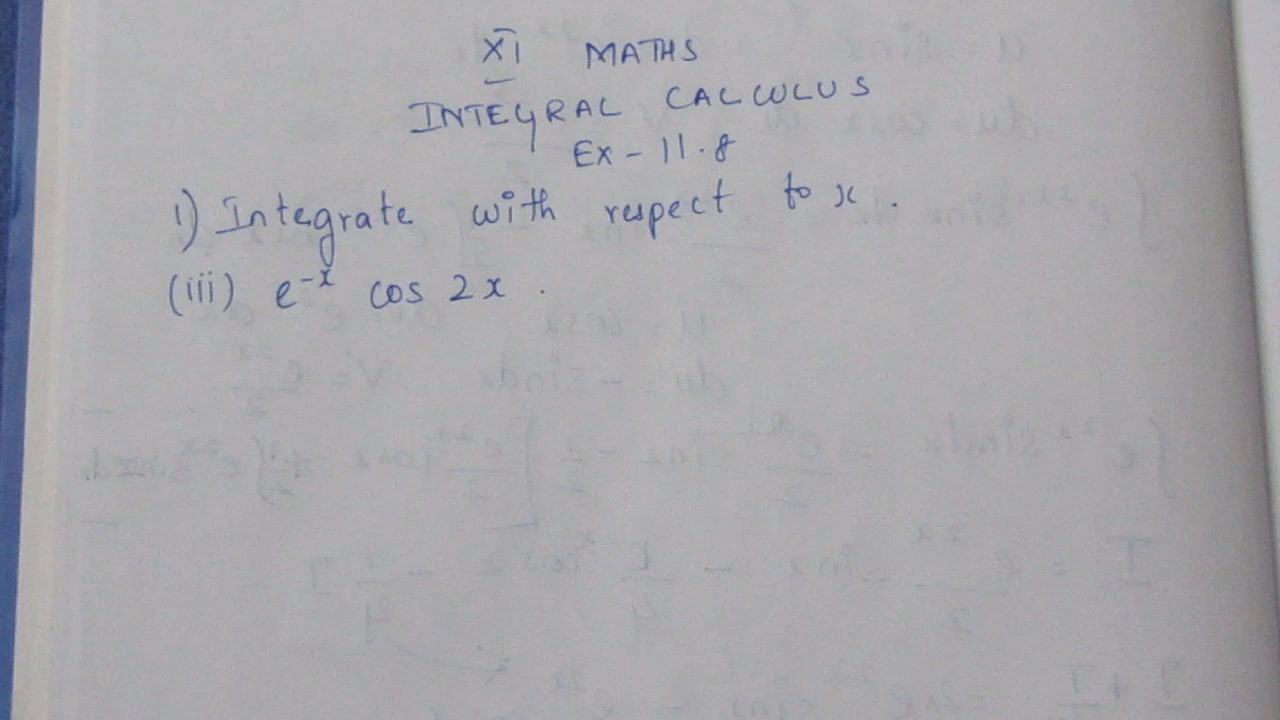 XI MATHS
INTEGRAL CALCULUS
Ex - 11.8
1) Integrate with respect to x.
(iii) e^-x cos 2x.